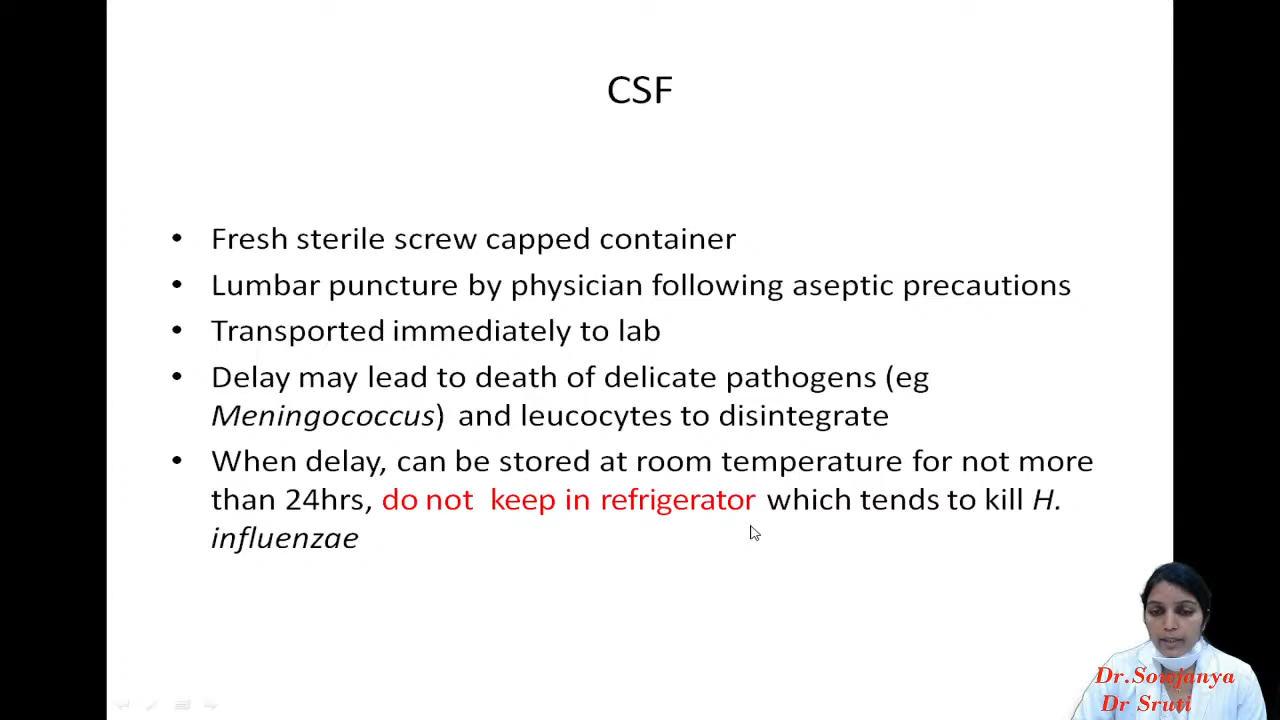 CSF
• Fresh sterile screw capped container
• Lumbar puncture by physician following aseptic precautions
• Transported immediately to lab
• Delay may lead to death of delicate pathogens (eg
Meningococcus) and leucocytes to disintegrate
• When delay, can be stored at room temperature for not more
than 24hrs, do not keep in refrigerator which tends to kill H.
influenzae
Dr.Sowjanya
Dr Sruti